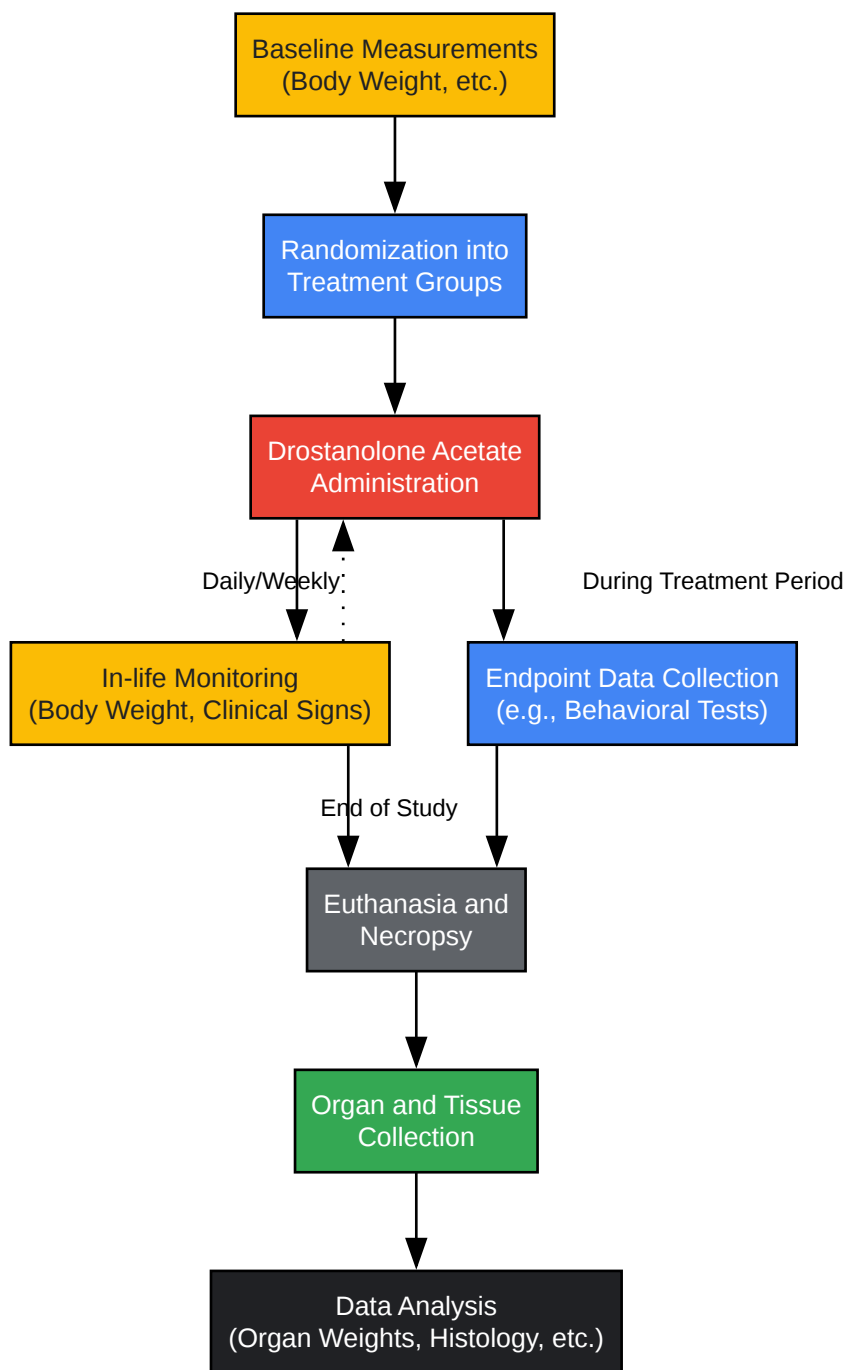 Baseline Measurements
(Body Weight, etc.)
Randomization into
Treatment Groups
Drostanolone Acetate
Administration
Daily/Weekly
During Treatment Period
In-life Monitoring
(Body Weight, Clinical Signs)
Endpoint Data Collection
(e.g., Behavioral Tests)
End of Study
Euthanasia and
Necropsy
Organ and Tissue
Collection
Data Analysis
(Organ Weights, Histology, etc.)